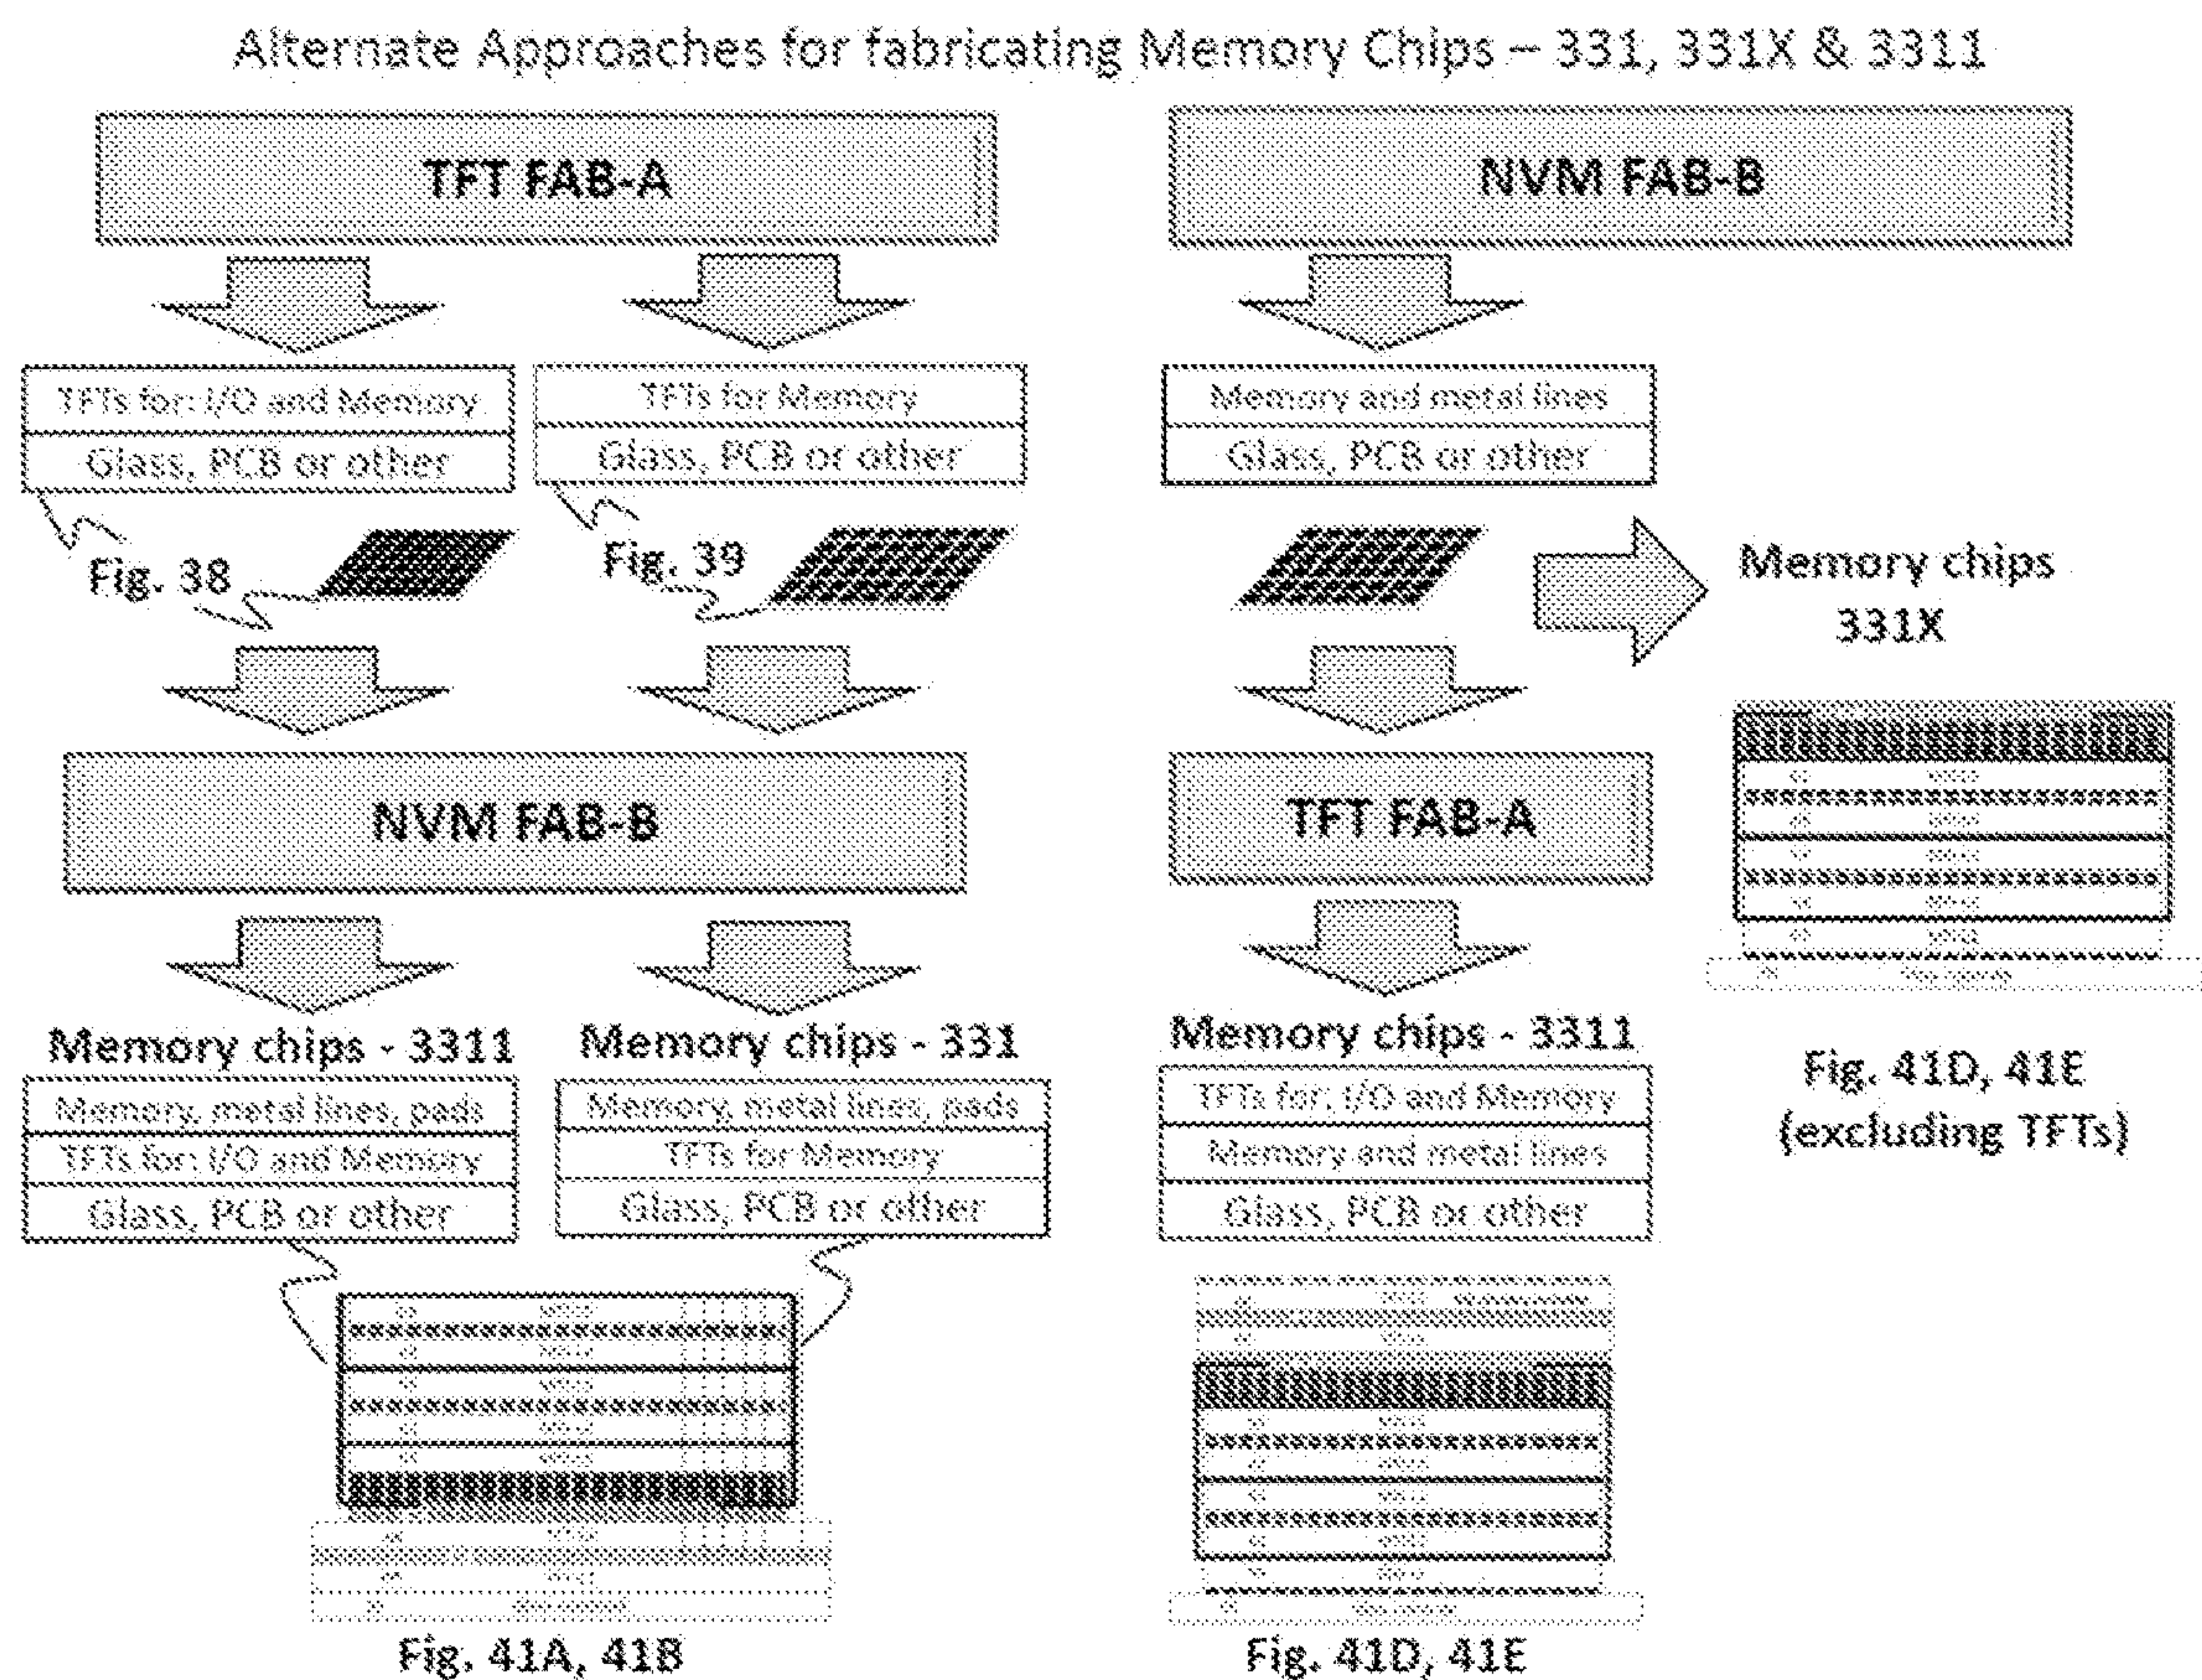 Alternate Approaches for fabricating Memory Chips – 331, 331X & 3311
TFT FAB-A
NVM FAB-B
TFTs for: I/O and Memory
Glass, PCB or other
TFTs for Memory
Glass, PCB or other
Memory and metal lines
Glass, PCB or other
Fig. 38
Fig. 39
Memory chips
331X
NVM FAB-B
TFT FAB-A
Memory chips - 3311
Memory, metal lines, pads
TFTs for: I/O and Memory
Glass, PCB or other
Memory chips - 331
Memory, metal lines, pads
TFTs for Memory
Glass, PCB or other
Memory chips - 3311
TFTs for: I/O and Memory
Memory and metal lines
Glass, PCB or other
Fig. 41D, 41E
(excluding TFTs)
Fig. 41A, 41B
Fig. 41D, 41E